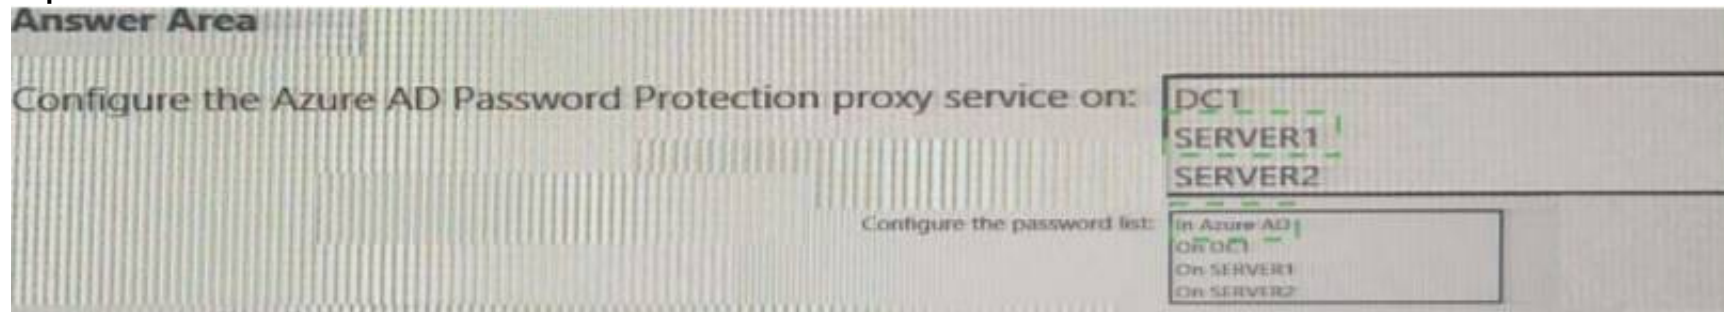 Answer Area
Configure the Azure AD Password Protection proxy service on:
DC1
SERVER1
SERVER2
Configure the password list:
In Azure AD
On DC1
On SERVER1
On SERVER2